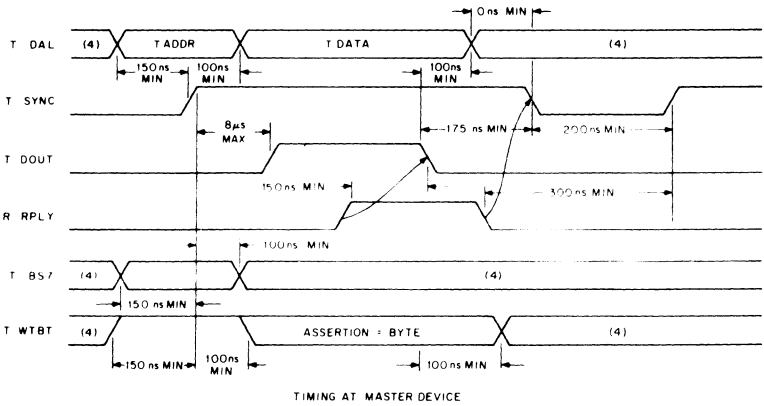 0ns MIN
T DAL (4) T ADDR T DATA (4)
150ns MIN 100ns MIN 100ns MIN
T SYNC
8µs MAX 175 ns MIN 200ns MIN
T DOUT
150ns MIN 300ns MIN
R RPLY
100ns MIN
T BS7 (4) (4)
150 ns MIN
T WTBT (4) ASSERTION = BYTE (4)
150 ns MIN 100ns MIN 100 ns MIN
TIMING AT MASTER DEVICE